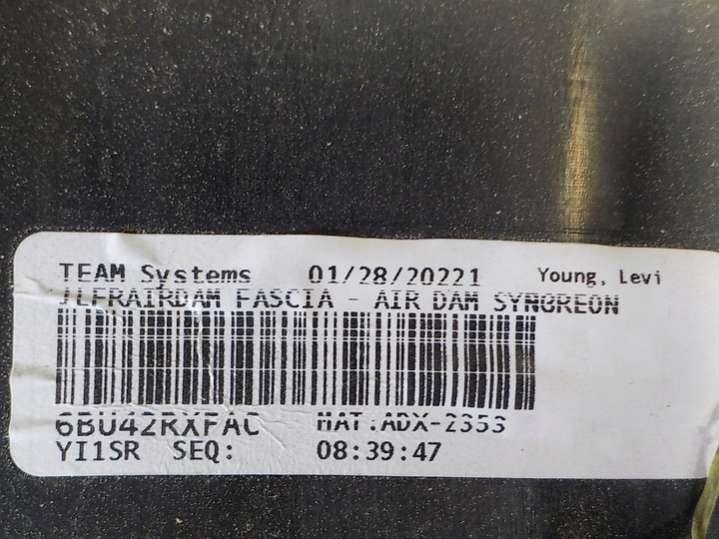 TEAM Systems 01/28/20221 Young, Levi
JLFRAIRDAM FASCIA - AIR DAM SYNGREON
6BU42RXFAC MAT:ADX-2353
YI1SR SEQ: 08:39:47